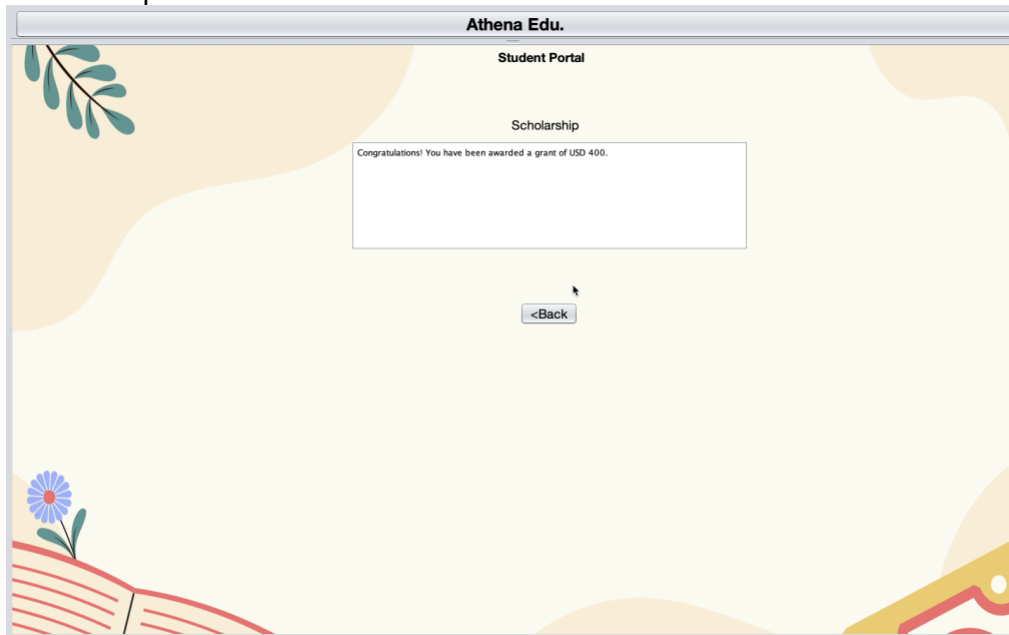 Athena Edu.
Student Portal
Scholarship
Congratulations! You have been awarded a grant of USD 400.
<Back